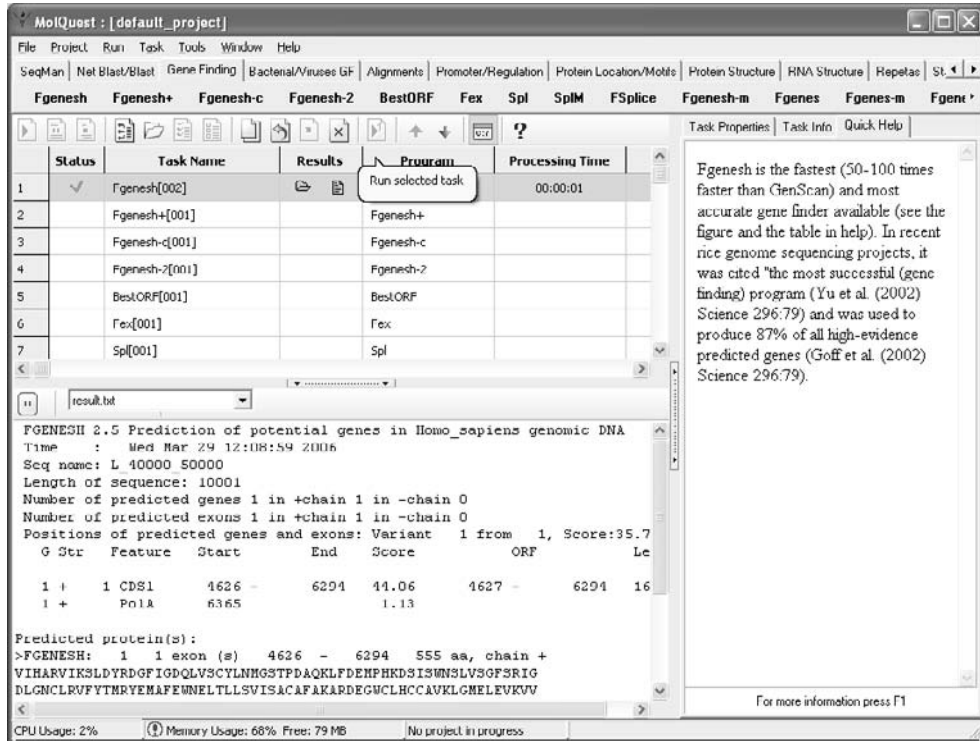 MolQuest : [default_project]
File Project Run Task Tools Window Help
SeqMan Net Blast/Blast Gene Finding Bacterial/Viruses GF Alignments Promoter/Regulation Protein Location/Motifs Protein Structure RNA Structure Repetas St.
Fgenesh Fgenesh+ Fgenesh-c Fgenesh-2 BestORF Fex Spl SplM FSplice Fgenesh-m Fgenes Fgenes-m Fgene
Task Properties Task Info Quick Help
Status Task Name Results Program Processing Time
Run selected task
1 Fgenesh[002] 00:00:01
2 Fgenesh+[001] Fgenesh+
3 Fgenesh-c[001] Fgenesh-c
4 Fgenesh-2[001] Fgenesh-2
5 BestORF[001] BestORF
6 Fex[001] Fex
7 Spl[001] Spl
result.txt
FGENESH 2.5 Prediction of potential genes in Homo_sapiens genomic DNA
Time : Wed Mar 29 12:08:59 2006
Seq name: L_40000_50000
Length of sequence: 10001
Number of predicted genes 1 in +chain 1 in -chain 0
Number of predicted exons 1 in +chain 1 in -chain 0
Positions of predicted genes and exons: Variant 1 from 1, Score:35.7
G Str Feature Start End Score ORF Le
1 + 1 CDSl 4626 - 6294 44.06 4627 - 6294 16
1 + PolA 6365 1.13
Predicted protein(s):
>FGENESH: 1 1 exon (s) 4626 - 6294 555 aa, chain +
VIHARVIKSLDYRDGFIGDQLVSCYLNMGSTPDAQKLFDEMPHKDSISWNSLVSGFSRIG
DLGNCLRVFYTMRYEMAFEWNELTLLSVISACAFAKARDEGWCLHCCAVKLGMELEVKVV
Fgenesh is the fastest (50-100 times
faster than GenScan) and most
accurate gene finder available (see the
figure and the table in help). In recent
rice genome sequencing projects, it
was cited "the most successful (gene
finding) program (Yu et al. (2002)
Science 296:79) and was used to
produce 87% of all high-evidence
predicted genes (Goff et al. (2002)
Science 296:79).
For more information press F1
CPU Usage: 2% Memory Usage: 68% Free: 79 MB No project in progress